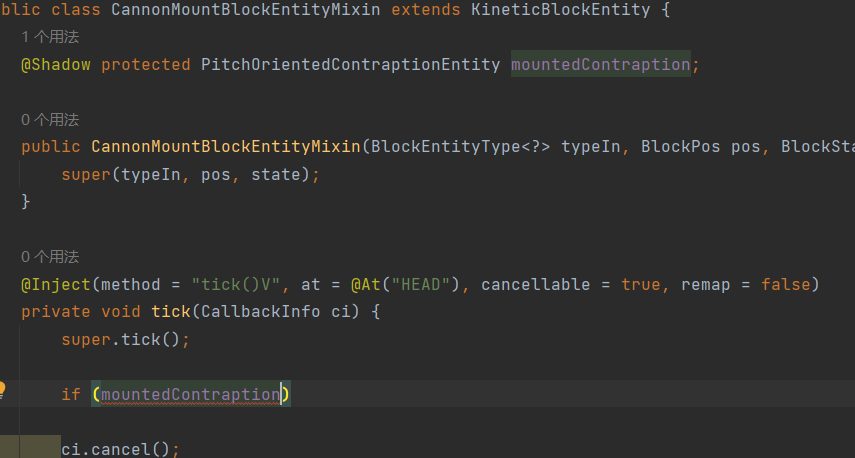 blic class CannonMountBlockEntityMixin extends KineticBlockEntity {
1 个用法
@Shadow protected PitchOrientedContraptionEntity mountedContraption;
0 个用法
public CannonMountBlockEntityMixin(BlockEntityType<?> typeIn, BlockPos pos, BlockSta
super(typeIn, pos, state);
}
0 个用法
@Inject(method = "tick()V", at = @At("HEAD"), cancellable = true, remap = false)
private void tick(CallbackInfo ci) {
super.tick();
if (mountedContraption)
ci.cancel();